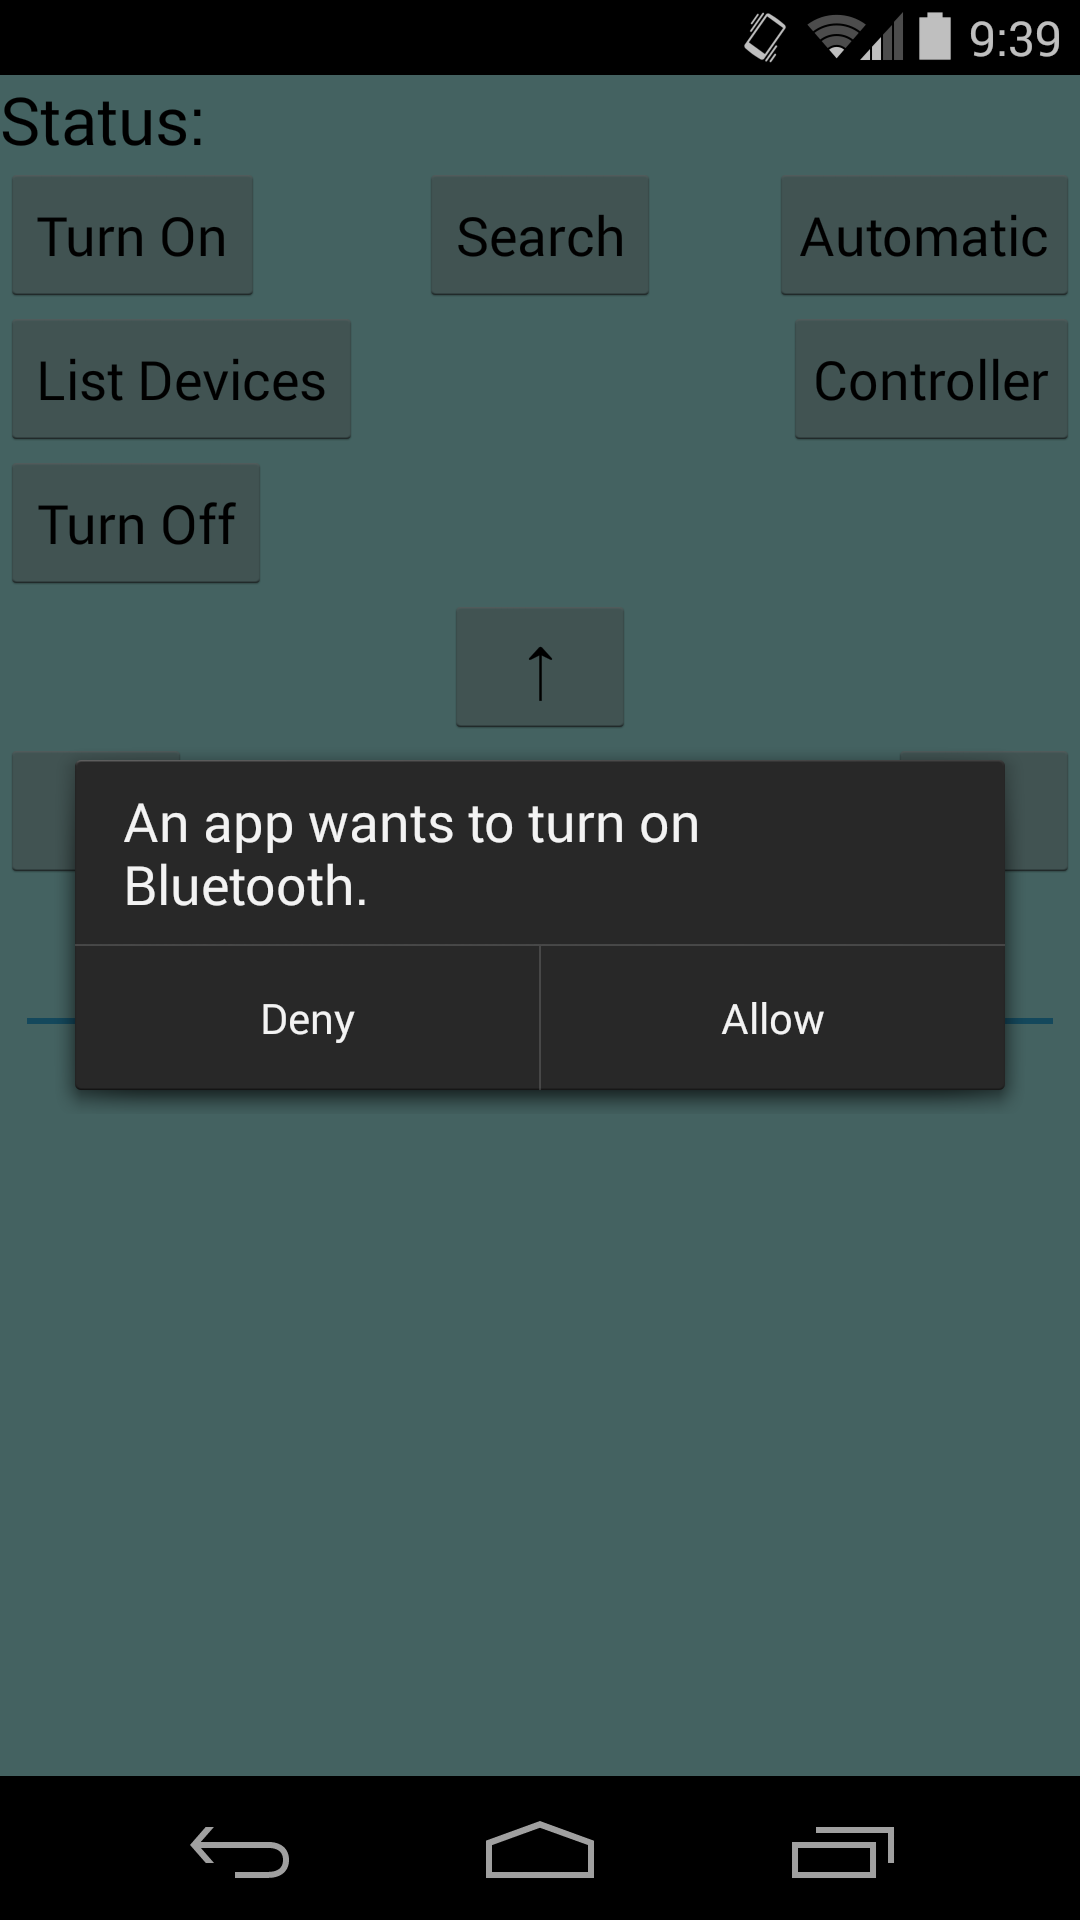 9:39
Status:
Turn On
Search
Automatic
List Devices
Controller
Turn Off
↑
An app wants to turn on
Bluetooth.
Deny
Allow